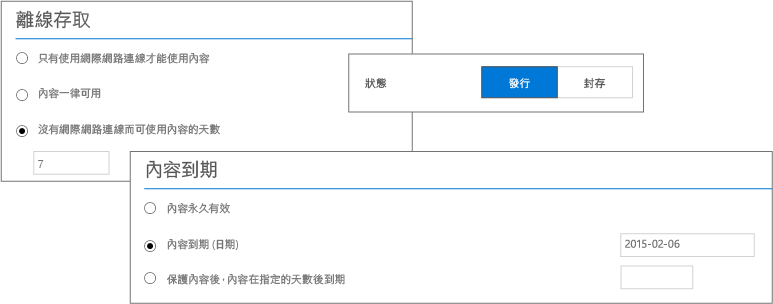 離線存取
只有使用網際網路連線才能使用內容
內容一律可用
沒有網際網路連線而可使用內容的天數
7
狀態 發行 封存
內容到期
內容永久有效
內容到期 (日期) 2015-02-06
保護內容後，內容在指定的天數後到期